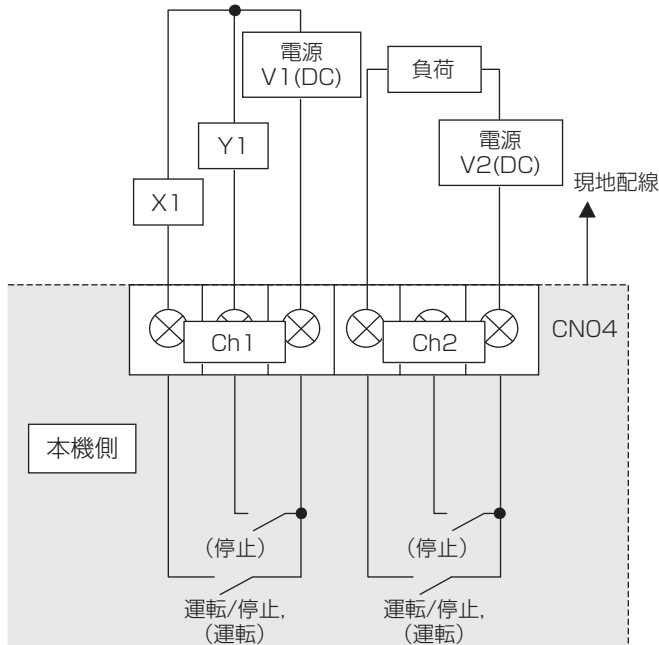 電源
V1(DC)
負荷
Y1
電源
V2(DC)
X1
現地配線
Ch1
Ch2
CN04
本機側
(停止)
(停止)
運転/停止,
(運転)
運転/停止,
(運転)